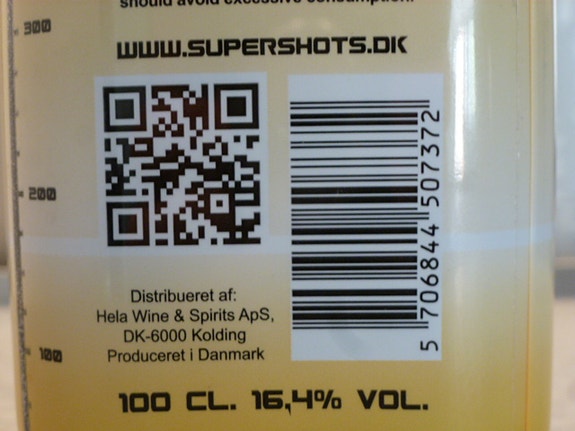 should avoid excessive consumption.
300
WWW.SUPERSHOTS.DK
200
5 706844 507372
Distribueret af:
Hela Wine & Spirits ApS,
DK-6000 Kolding
Produceret i Danmark
100
100 CL. 16,4% VOL.